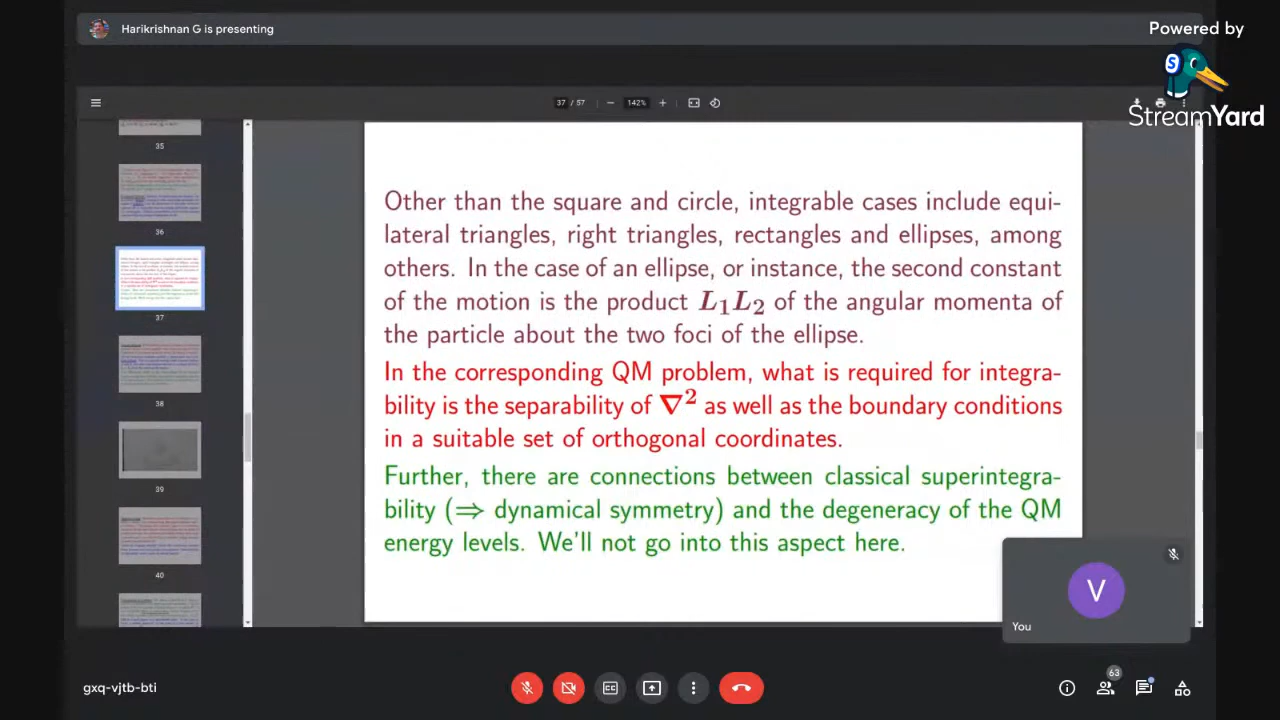 Harikrishnan G is presenting
Powered by
StreamYard
37 / 57
142%
35
36
37
38
39
40
Other than the square and circle, integrable cases include equi-
lateral triangles, right triangles, rectangles and ellipses, among
others. In the case of an ellipse, or instance, the second constant
of the motion is the product L₁L₂ of the angular momenta of
the particle about the two foci of the ellipse.
In the corresponding QM problem, what is required for integra-
bility is the separability of ∇² as well as the boundary conditions
in a suitable set of orthogonal coordinates.
Further, there are connections between classical superintegra-
bility (⇒ dynamical symmetry) and the degeneracy of the QM
energy levels. We'll not go into this aspect here.
V
You
gxq-vjtb-bti
63